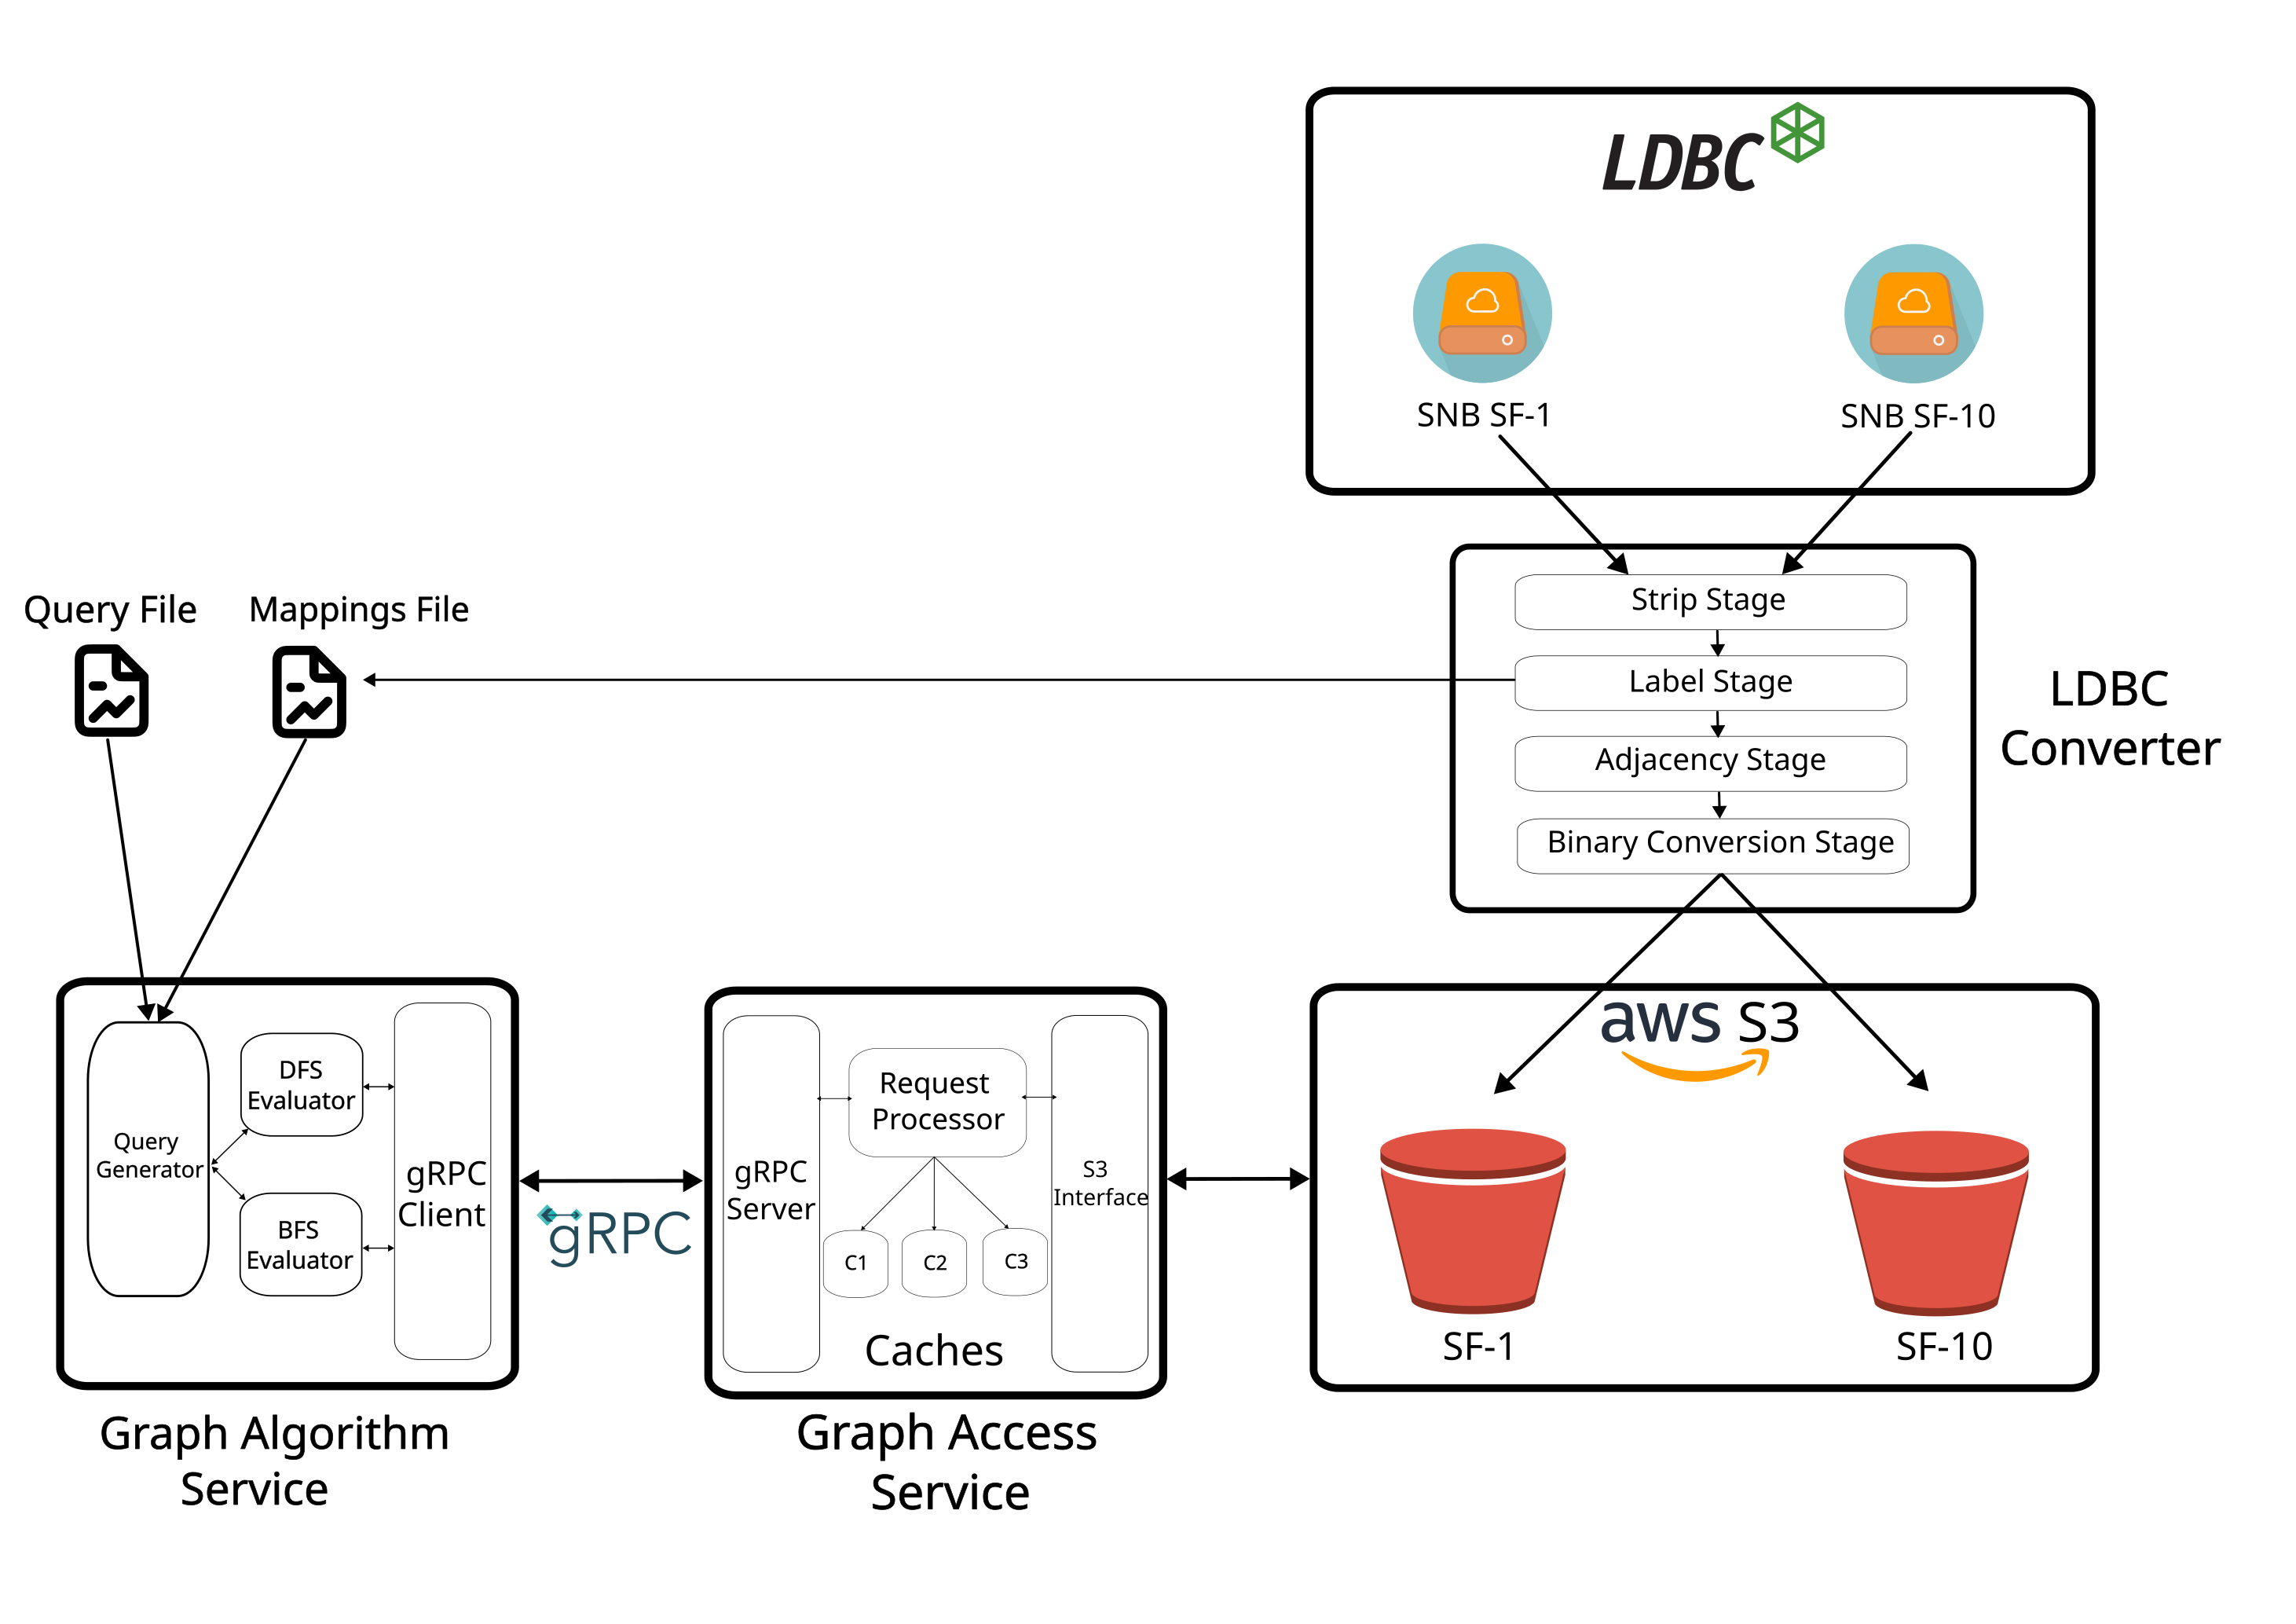 LDBC
SNB SF-1
SNB SF-10
Query File
Mappings File
Strip Stage
Label Stage
Adjacency Stage
Binary Conversion Stage
LDBC
Converter
Query
Generator
DFS
Evaluator
BFS
Evaluator
gRPC
Client
gRPC
gRPC
Server
Request
Processor
C1
C2
C3
Caches
S3
Interface
aws S3
SF-1
SF-10
Graph Algorithm
Service
Graph Access
Service